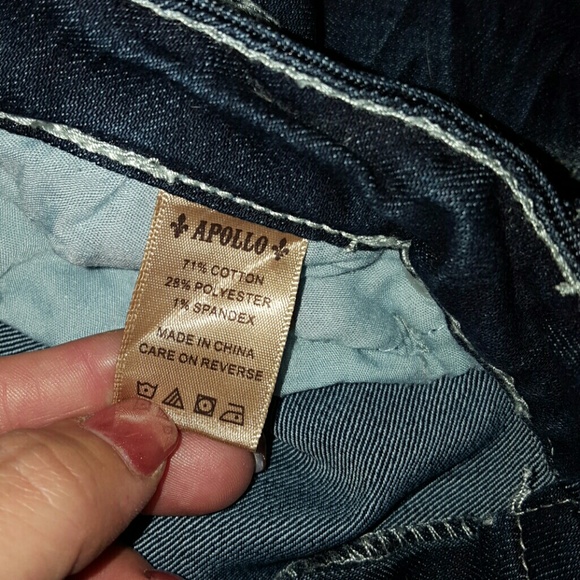 APOLLO
71% COTTON
28% POLYESTER
1% SPANDEX
MADE IN CHINA
CARE ON REVERSE